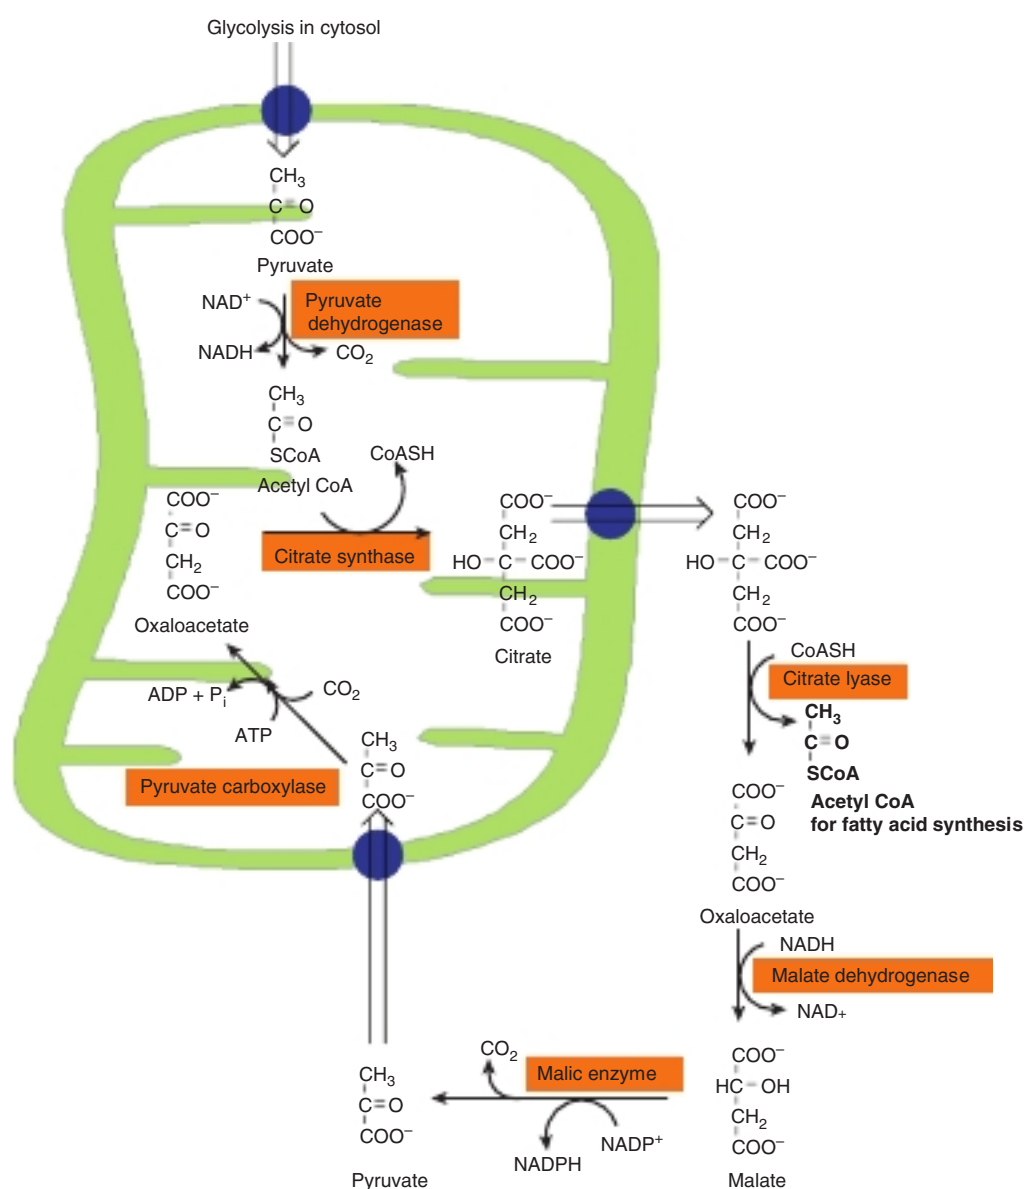 Glycolysis in cytosol
CH₃
C=O
COO⁻
Pyruvate
NAD⁺
Pyruvate
dehydrogenase
NADH
CO₂
CH₃
C=O
SCoA
Acetyl CoA
CoASH
COO⁻
C=O
CH₂
COO⁻
Oxaloacetate
Citrate synthase
COO⁻
CH₂
HO-C-COO⁻
CH₂
COO⁻
Citrate
COO⁻
CH₂
HO-C-COO⁻
CH₂
COO⁻
CoASH
Citrate lyase
CH₃
C=O
SCoA
Acetyl CoA
for fatty acid synthesis
ADP + Pᵢ
CO₂
ATP
Pyruvate carboxylase
CH₃
C=O
COO⁻
COO⁻
C=O
CH₂
COO⁻
Oxaloacetate
NADH
Malate dehydrogenase
NAD+
COO⁻
HC-OH
CH₂
COO⁻
Malate
CO₂
Malic enzyme
NADP⁺
NADPH
CH₃
C=O
COO⁻
Pyruvate